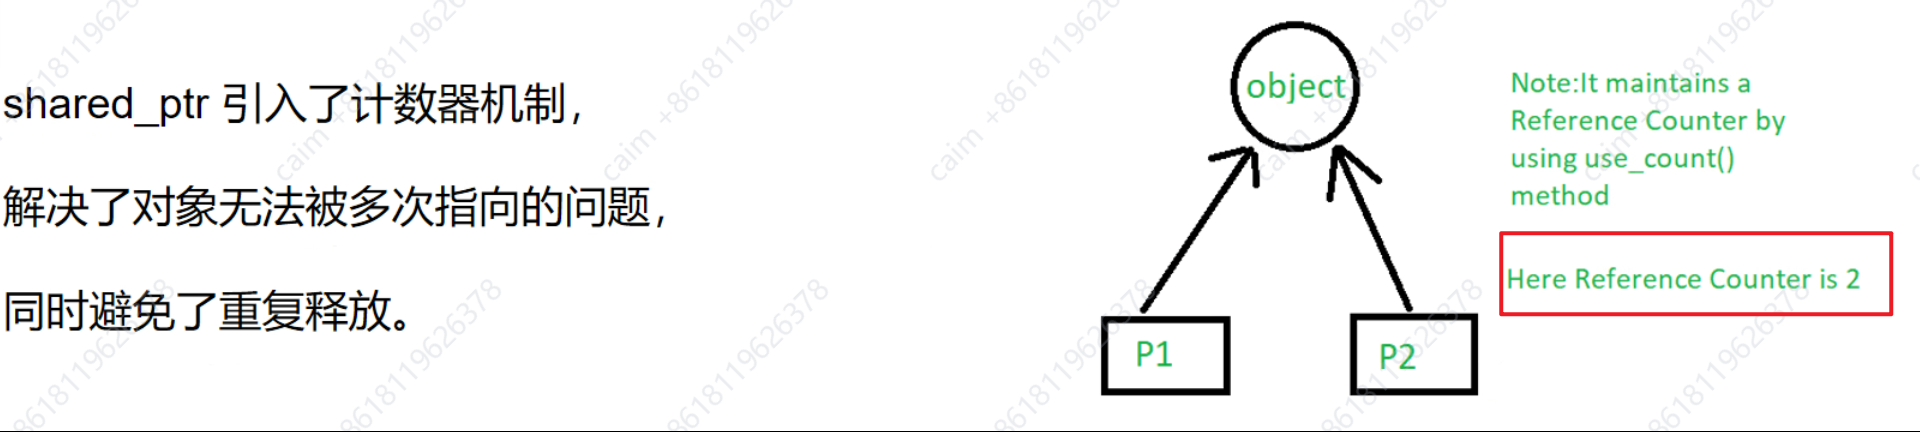 shared_ptr 引入了计数器机制，
解决了对象无法被多次指向的问题，
同时避免了重复释放。
object
P1
P2
Note:It maintains a
Reference Counter by
using use_count()
method
Here Reference Counter is 2
caim +8618119626378